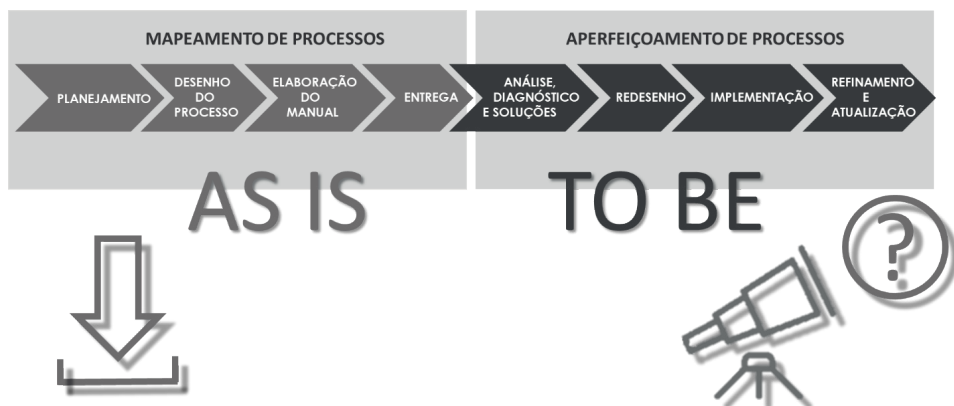 MAPEAMENTO DE PROCESSOS
APERFEIÇOAMENTO DE PROCESSOS
PLANEJAMENTO
DESENHO
DO
PROCESSO
ELABORAÇÃO
DO
MANUAL
ENTREGA
ANÁLISE,
DIAGNÓSTICO
E SOLUÇÕES
REDESENHO
IMPLEMENTAÇÃO
REFINAMENTO
E
ATUALIZAÇÃO
AS IS
TO BE
?